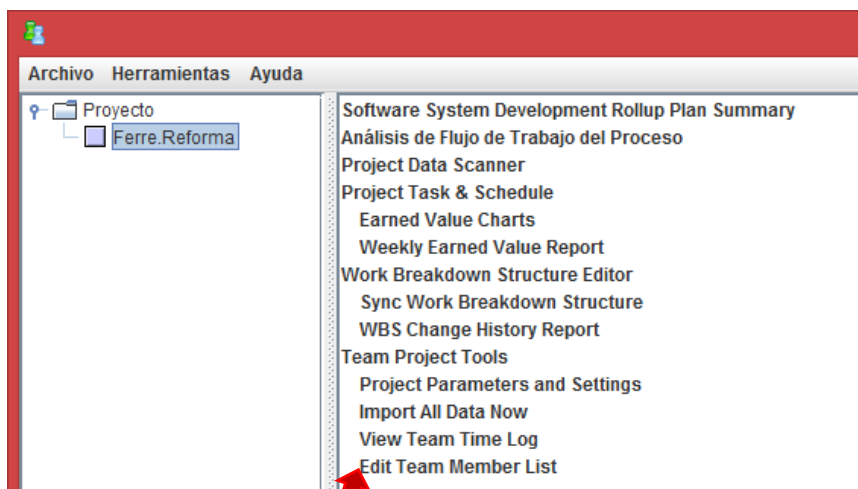 Archivo Herramientas Ayuda
Proyecto
Ferre.Reforma
Software System Development Rollup Plan Summary
Análisis de Flujo de Trabajo del Proceso
Project Data Scanner
Project Task & Schedule
Earned Value Charts
Weekly Earned Value Report
Work Breakdown Structure Editor
Sync Work Breakdown Structure
WBS Change History Report
Team Project Tools
Project Parameters and Settings
Import All Data Now
View Team Time Log
Edit Team Member List